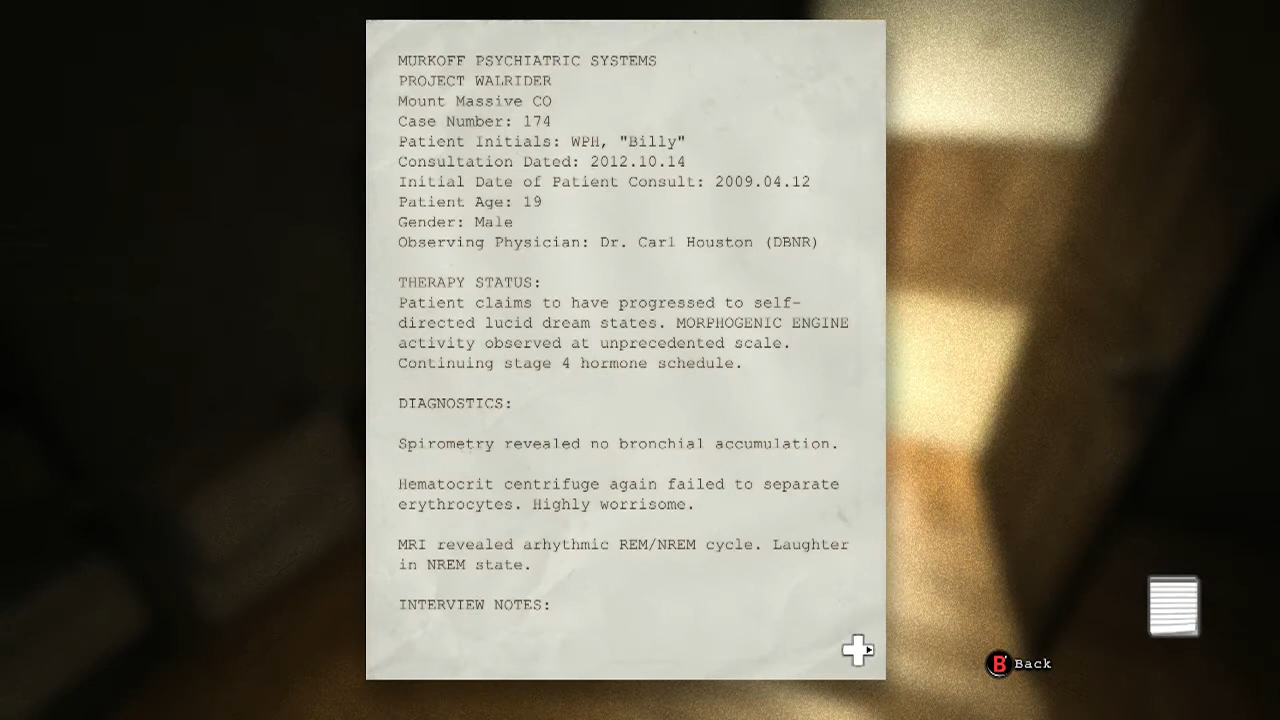 MURKOFF PSYCHIATRIC SYSTEMS
PROJECT WALRIDER
Mount Massive CO
Case Number: 174
Patient Initials: WPH, "Billy"
Consultation Dated: 2012.10.14
Initial Date of Patient Consult: 2009.04.12
Patient Age: 19
Gender: Male
Observing Physician: Dr. Carl Houston (DBNR)
THERAPY STATUS:
Patient claims to have progressed to self-
directed lucid dream states. MORPHOGENIC ENGINE
activity observed at unprecedented scale.
Continuing stage 4 hormone schedule.
DIAGNOSTICS:
Spirometry revealed no bronchial accumulation.
Hematocrit centrifuge again failed to separate
erythrocytes. Highly worrisome.
MRI revealed arhythmic REM/NREM cycle. Laughter
in NREM state.
INTERVIEW NOTES:
B Back